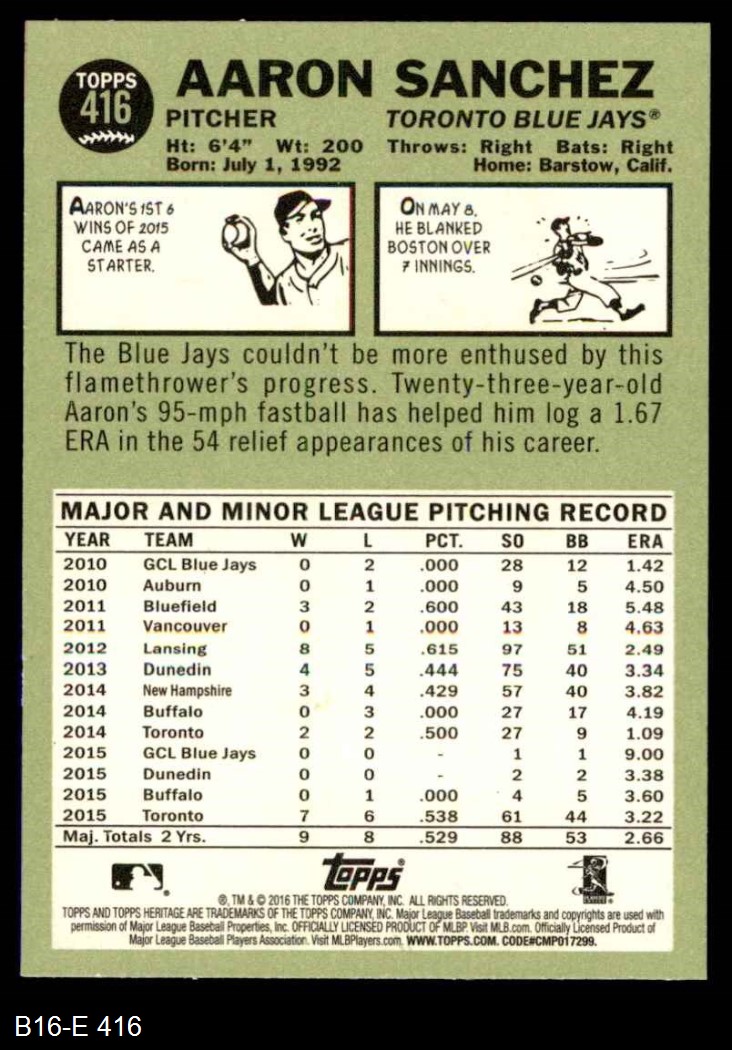 TOPPS
416
AARON SANCHEZ
PITCHER TORONTO BLUE JAYS®
Ht: 6'4" Wt: 200 Throws: Right Bats: Right
Born: July 1, 1992 Home: Barstow, Calif.
AARON'S 1ST 6
WINS OF 2015
CAME AS A
STARTER.
ON MAY 8,
HE BLANKED
BOSTON OVER
7 INNINGS.
The Blue Jays couldn't be more enthused by this
flamethrower's progress. Twenty-three-year-old
Aaron's 95-mph fastball has helped him log a 1.67
ERA in the 54 relief appearances of his career.
MAJOR AND MINOR LEAGUE PITCHING RECORD
YEAR TEAM W L PCT. SO BB ERA
2010 GCL Blue Jays 0 2 .000 28 12 1.42
2010 Auburn 0 1 .000 9 5 4.50
2011 Bluefield 3 2 .600 43 18 5.48
2011 Vancouver 0 1 .000 13 8 4.63
2012 Lansing 8 5 .615 97 51 2.49
2013 Dunedin 4 5 .444 75 40 3.34
2014 New Hampshire 3 4 .429 57 40 3.82
2014 Buffalo 0 3 .000 27 17 4.19
2014 Toronto 2 2 .500 27 9 1.09
2015 GCL Blue Jays 0 0 - 1 1 9.00
2015 Dunedin 0 0 - 2 2 3.38
2015 Buffalo 0 1 .000 4 5 3.60
2015 Toronto 7 6 .538 61 44 3.22
Maj. Totals 2 Yrs. 9 8 .529 88 53 2.66
topps®
®, TM & © 2016 THE TOPPS COMPANY, INC. ALL RIGHTS RESERVED.
TOPPS AND TOPPS HERITAGE ARE TRADEMARKS OF THE TOPPS COMPANY, INC. Major League Baseball trademarks and copyrights are used with
permission of Major League Baseball Properties, Inc. OFFICIALLY LICENSED PRODUCT OF MLBP. Visit MLB.com. Officially Licensed Product of
Major League Baseball Players Association. Visit MLBPlayers.com. WWW.TOPPS.COM. CODE#CMP017299.
B16-E 416